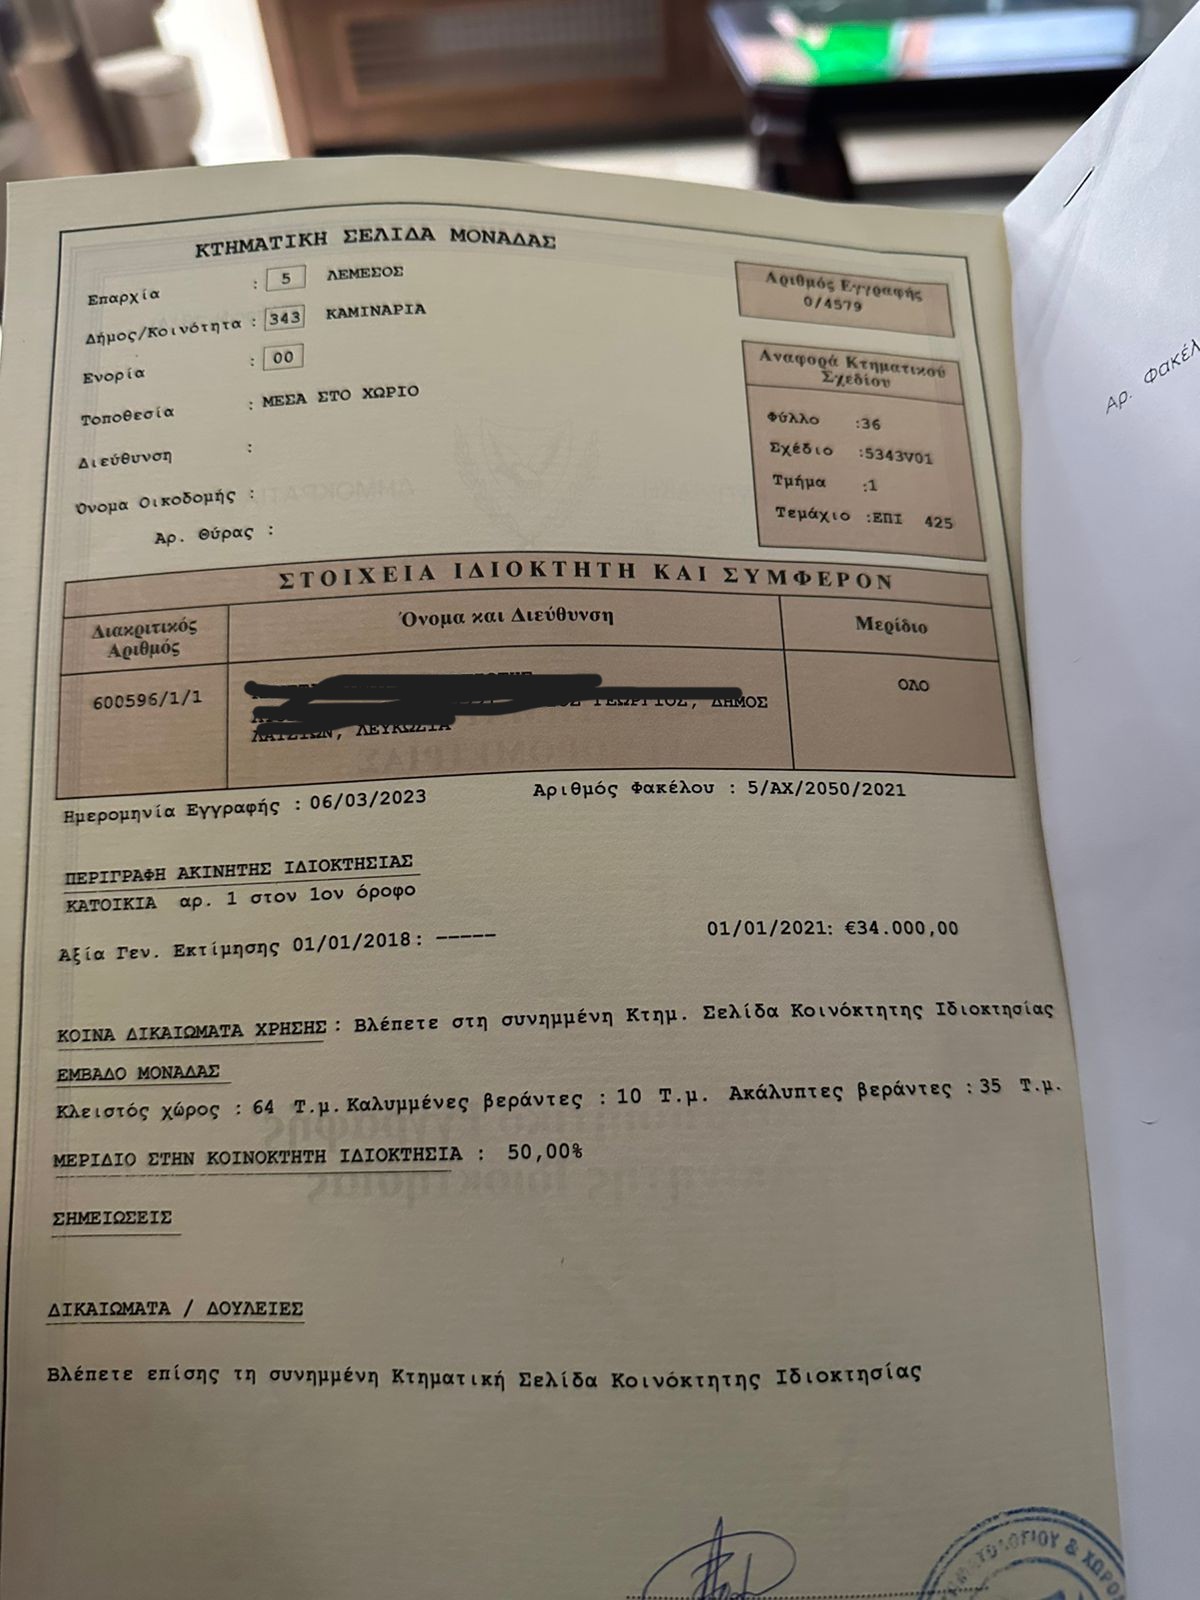 ΚΤΗΜΑΤΙΚΗ ΣΕΛΙΔΑ ΜΟΝΑΔΑΣ
Επαρχία : 5 ΛΕΜΕΣΟΣ
Δήμος/Κοινότητα : 343 ΚΑΜΙΝΑΡΙΑ
Ενορία : 00
Τοποθεσία : ΜΕΣΑ ΣΤΟ ΧΩΡΙΟ
Διεύθυνση :
Όνομα Οικοδομής :
Αρ. Θύρας :
Αριθμός Εγγραφής
0/4579
Αναφορά Κτηματικού
Σχεδίου
Φύλλο :36
Σχέδιο :5343V01
Τμήμα :1
Τεμάχιο :ΕΠΙ 425
Αρ. Φακέλ
ΣΤΟΙΧΕΙΑ ΙΔΙΟΚΤΗΤΗ ΚΑΙ ΣΥΜΦΕΡΟΝ
Διακριτικός
Αριθμός
Όνομα και Διεύθυνση
Μερίδιο
600596/1/1
ΓΕΩΡΓΙΟΣ, ΔΗΜΟΣ
ΛΑΤΣΙΩΝ, ΛΕΥΚΩΣΙΑ
ΟΛΟ
Ημερομηνία Εγγραφής : 06/03/2023 Αριθμός Φακέλου : 5/ΑΧ/2050/2021
ΠΕΡΙΓΡΑΦΗ ΑΚΙΝΗΤΗΣ ΙΔΙΟΚΤΗΣΙΑΣ
ΚΑΤΟΙΚΙΑ αρ. 1 στον 1ον όροφο
Αξία Γεν. Εκτίμησης 01/01/2018: ----- 01/01/2021: €34.000,00
ΚΟΙΝΑ ΔΙΚΑΙΩΜΑΤΑ ΧΡΗΣΗΣ : Βλέπετε στη συνημμένη Κτημ. Σελίδα Κοινόκτητης Ιδιοκτησίας
ΕΜΒΑΔΟ ΜΟΝΑΔΑΣ
Κλειστός χώρος : 64 Τ.μ. Καλυμμένες βεράντες : 10 Τ.μ. Ακάλυπτες βεράντες : 35 Τ.μ.
ΜΕΡΙΔΙΟ ΣΤΗΝ ΚΟΙΝΟΚΤΗΤΗ ΙΔΙΟΚΤΗΣΙΑ : 50,00%
ΣΗΜΕΙΩΣΕΙΣ
ΔΙΚΑΙΩΜΑΤΑ / ΔΟΥΛΕΙΕΣ
Βλέπετε επίσης τη συνημμένη Κτηματική Σελίδα Κοινόκτητης Ιδιοκτησίας